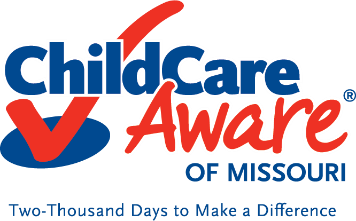 ChildCare
Aware®
OF MISSOURI
Two-Thousand Days to Make a Difference